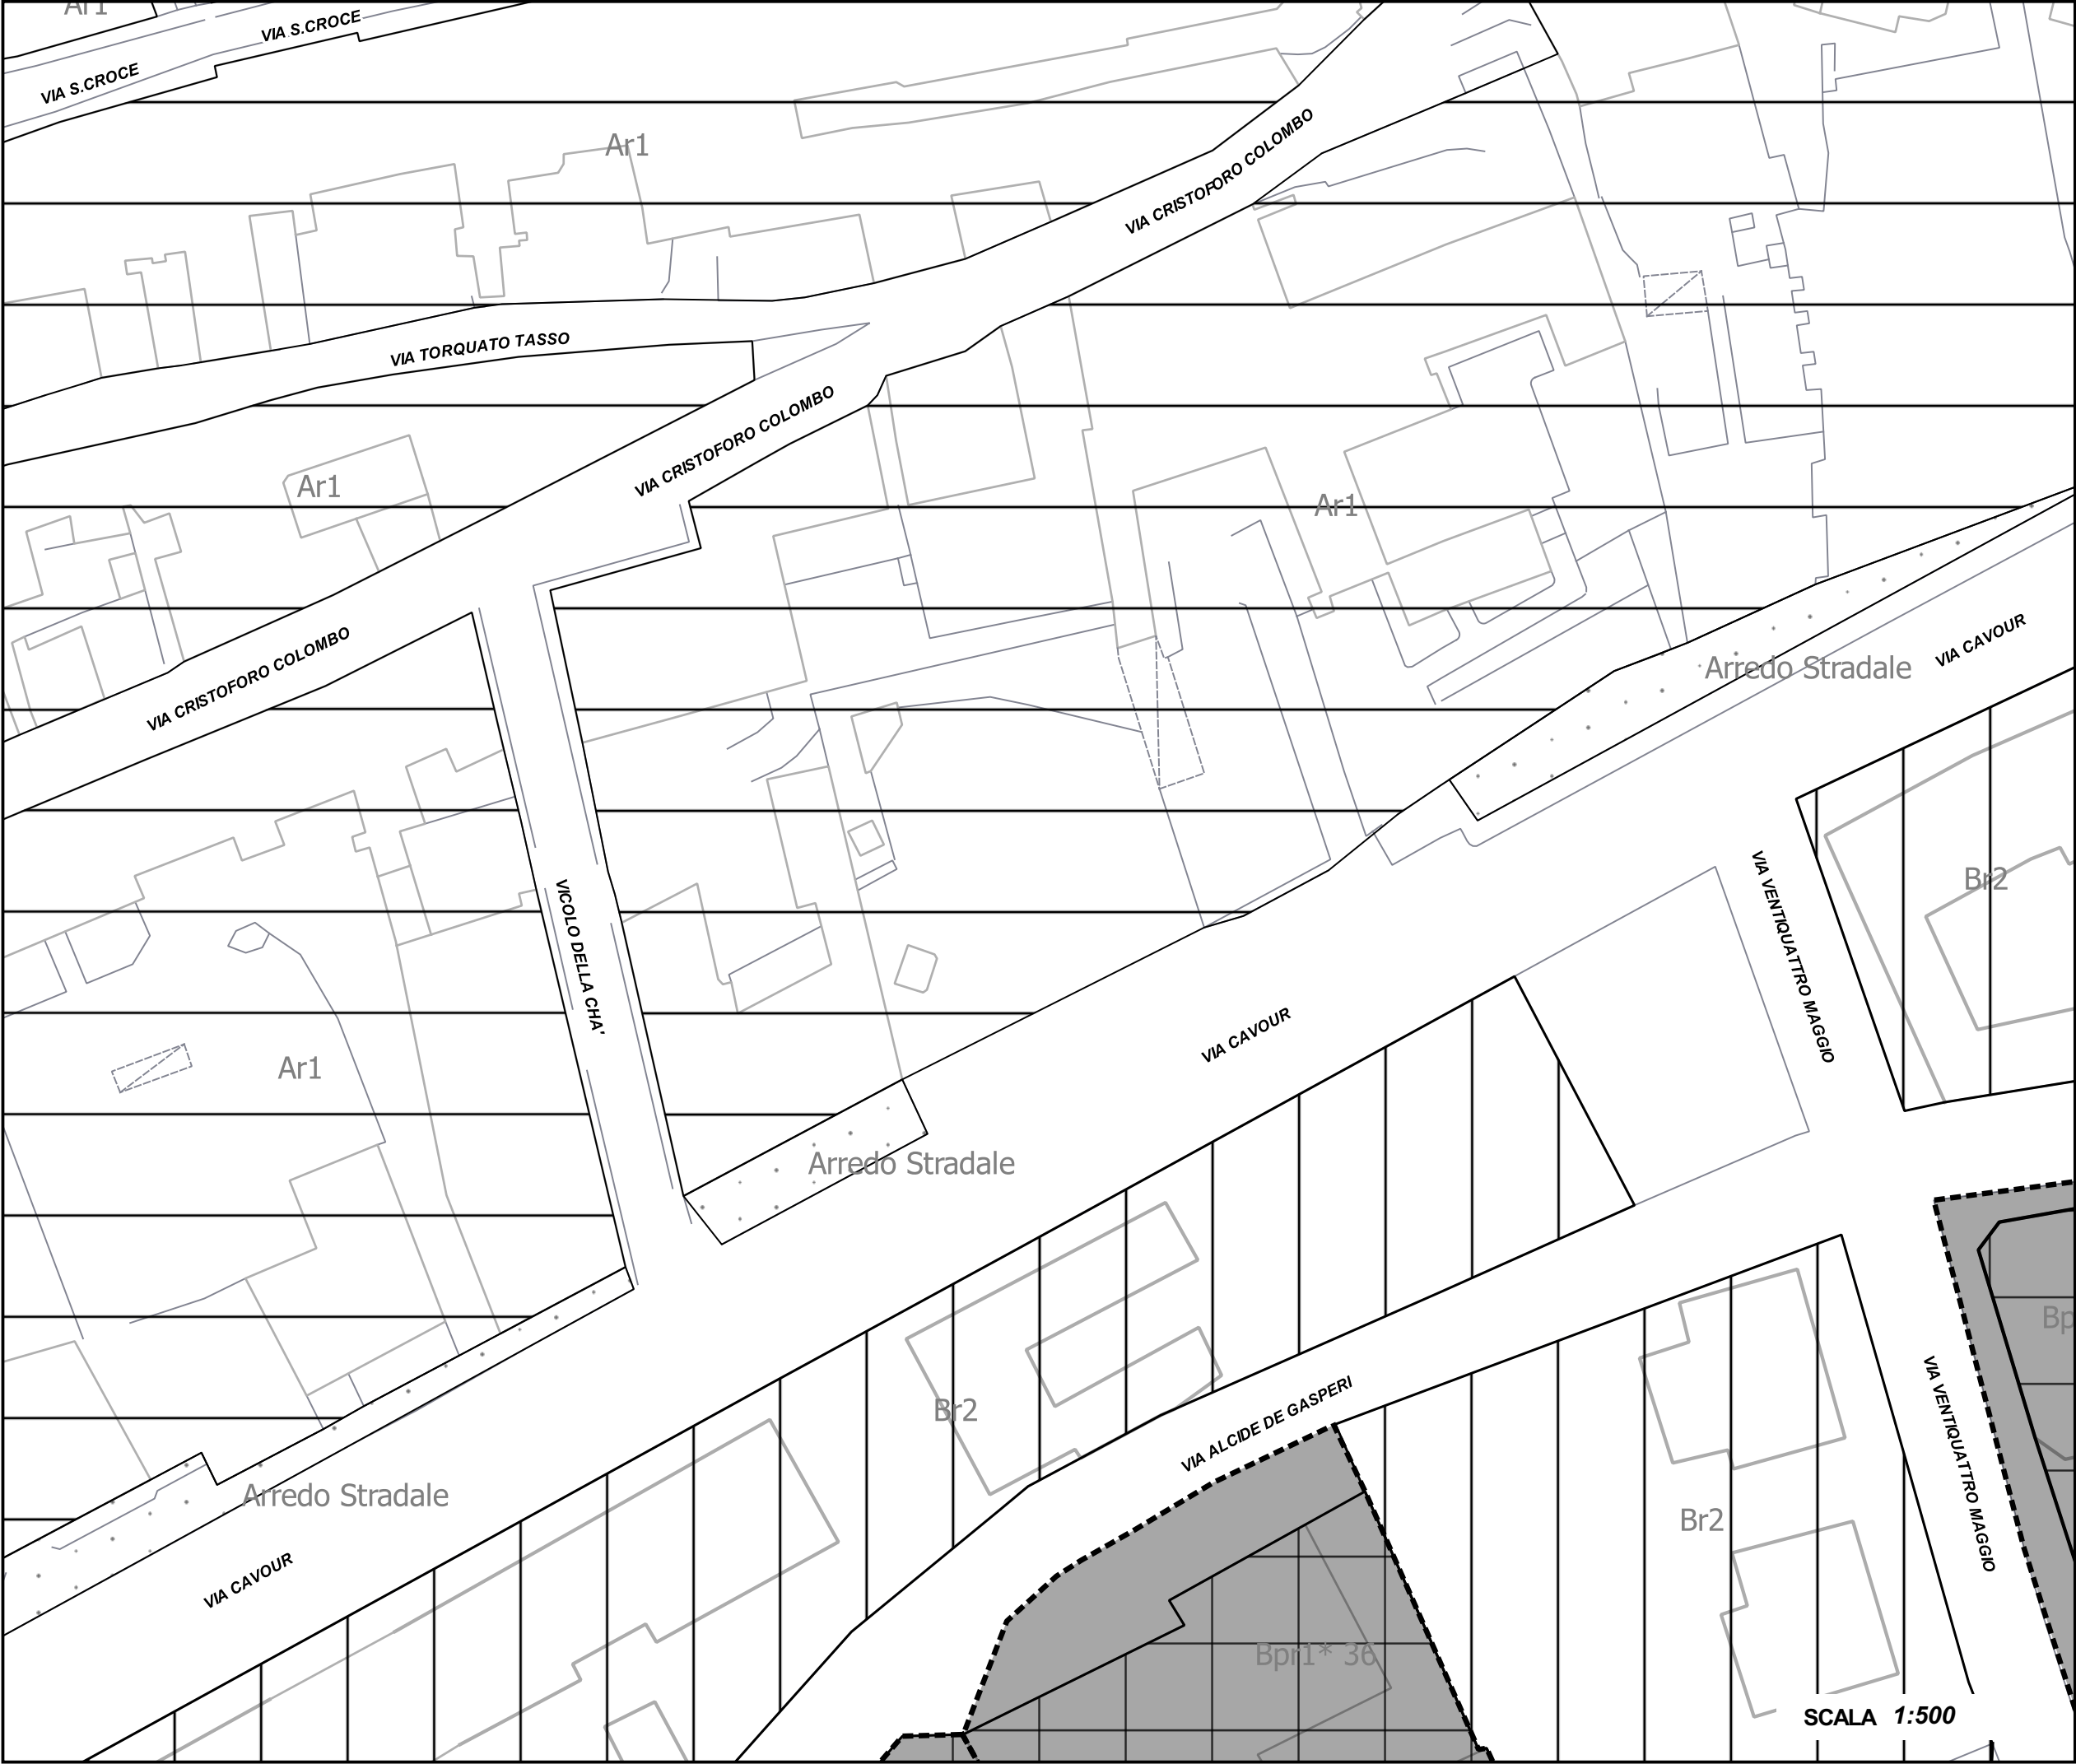 Ar1
VIA S.CROCE
VIA S.CROCE
Ar1
VIA CRISTOFORO COLOMBO
VIA TORQUATO TASSO
VIA CRISTOFORO COLOMBO
Ar1
Ar1
VIA CRISTOFORO COLOMBO
VIA CAVOUR
Arredo Stradale
VIA VENTIQUATTRO MAGGIO
Br2
VICOLO DELLA CHA'
VIA CAVOUR
Ar1
Arredo Stradale
Bp
VIA ALCIDE DE GASPERI
Br2
VIA VENTIQUATTRO MAGGIO
Arredo Stradale
Br2
VIA CAVOUR
Bpr1* 36
SCALA 1:500